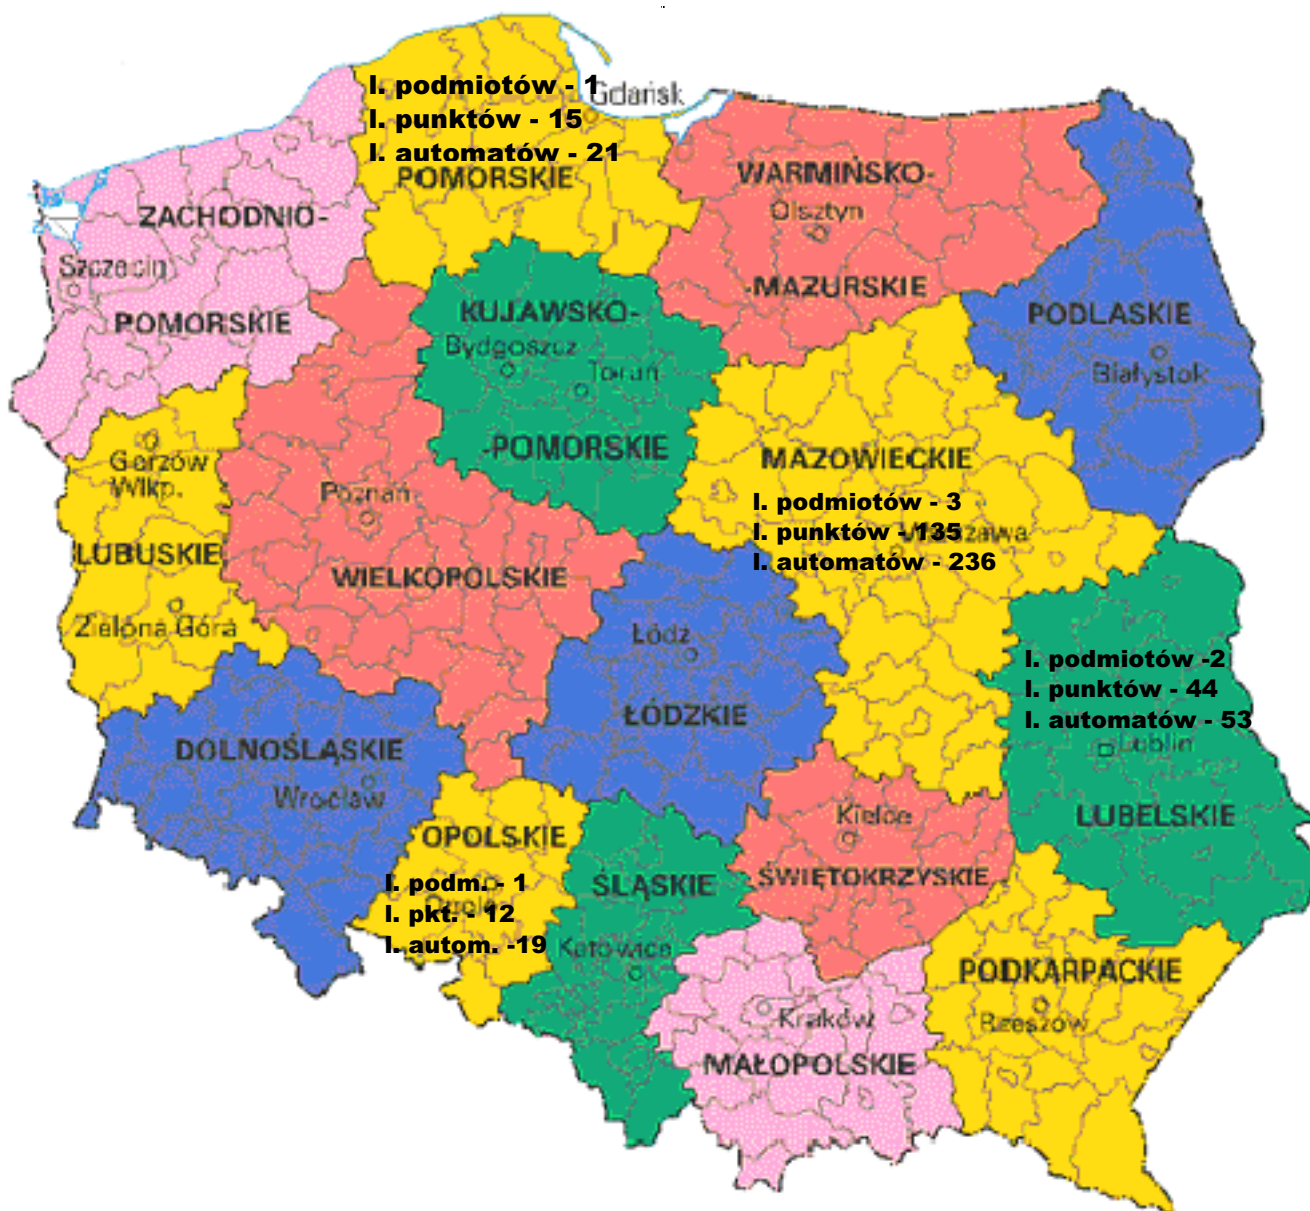 l. podmiotów - 1
Gdańsk
l. punktów - 15
l. automatów - 21
POMORSKIE
WARMIŃSKO-
Olsztyn
-MAZURSKIE
ZACHODNIO-
Szczecin
POMORSKIE
KUJAWSKO-
Bydgoszcz
Toruń
-POMORSKIE
PODLASKIE
Białystok
Gorzów
Wlkp.
LUBUSKIE
Zielona Góra
Poznań
WIELKOPOLSKIE
MAZOWIECKIE
l. podmiotów - 3
l. punktów - 135
Warszawa
l. automatów - 236
Łódź
ŁÓDZKIE
l. podmiotów -2
l. punktów - 44
l. automatów - 53
Lublin
LUBELSKIE
DOLNOŚLĄSKIE
Wrocław
OPOLSKIE
l. podm. - 1
Opole
l. pkt. - 12
l. autom. -19
ŚLĄSKIE
Katowice
Kielce
ŚWIĘTOKRZYSKIE
Kraków
MAŁOPOLSKIE
PODKARPACKIE
Rzeszów